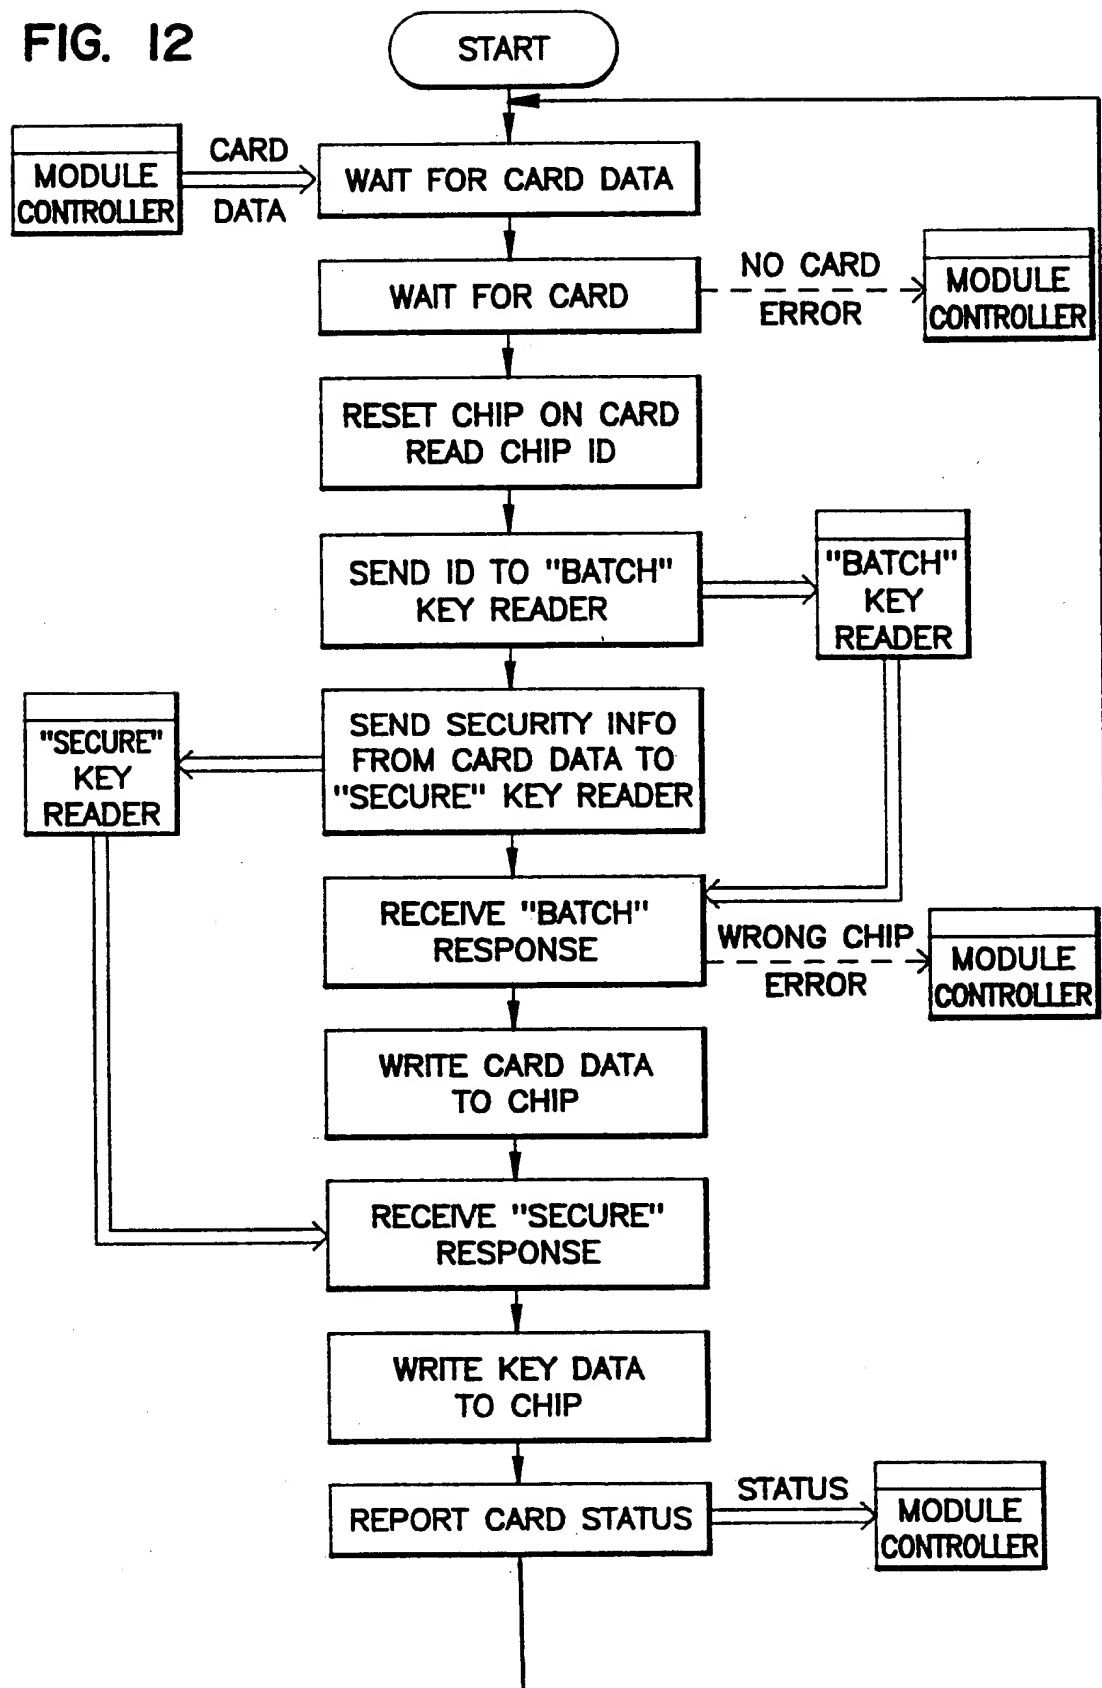 FIG. 12
START
MODULE
CONTROLLER
CARD
DATA
WAIT FOR CARD DATA
WAIT FOR CARD
NO CARD
ERROR
MODULE
CONTROLLER
RESET CHIP ON CARD
READ CHIP ID
SEND ID TO "BATCH"
KEY READER
"BATCH"
KEY
READER
SEND SECURITY INFO
FROM CARD DATA TO
"SECURE" KEY READER
"SECURE"
KEY
READER
RECEIVE "BATCH"
RESPONSE
WRONG CHIP
ERROR
MODULE
CONTROLLER
WRITE CARD DATA
TO CHIP
RECEIVE "SECURE"
RESPONSE
WRITE KEY DATA
TO CHIP
REPORT CARD STATUS
STATUS
MODULE
CONTROLLER